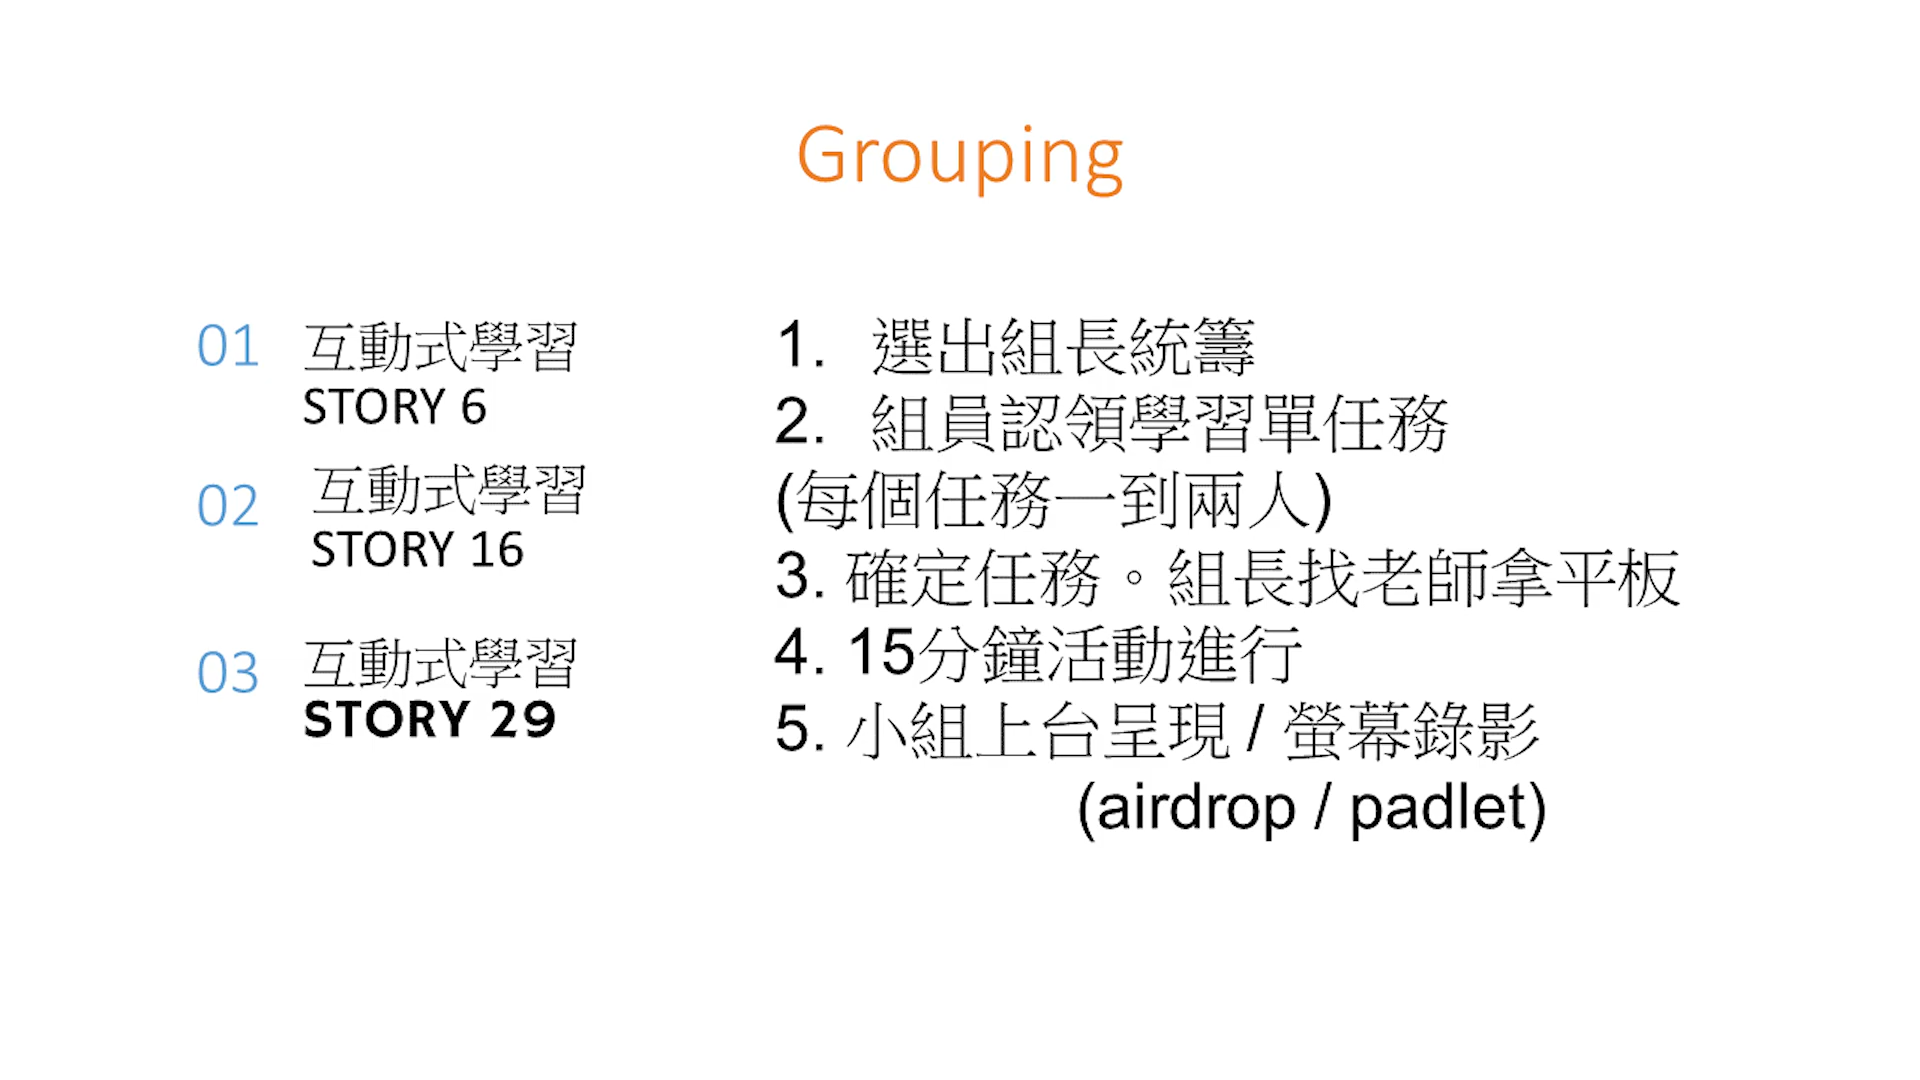 Grouping
01 互動式學習
STORY 6
02 互動式學習
STORY 16
03 互動式學習
STORY 29
1. 選出組長統籌
2. 組員認領學習單任務
(每個任務一到兩人)
3. 確定任務。組長找老師拿平板
4. 15分鐘活動進行
5. 小組上台呈現 / 螢幕錄影
(airdrop / padlet)